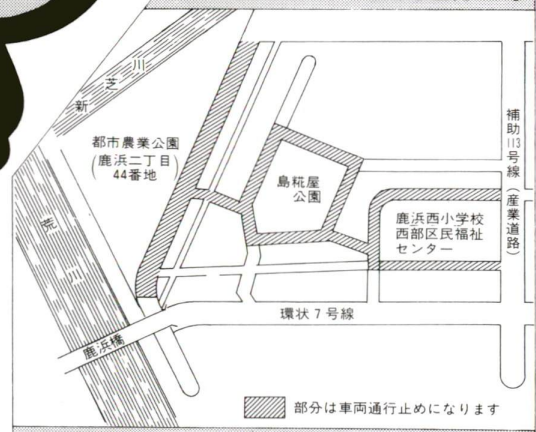 新芝川
都市農業公園
(鹿浜二丁目)
44番地
荒川
島糀屋
公園
補助113号線(産業道路)
鹿浜西小学校
西部区民福祉
センター
環状7号線
鹿浜橋
部分は車両通行止めになります